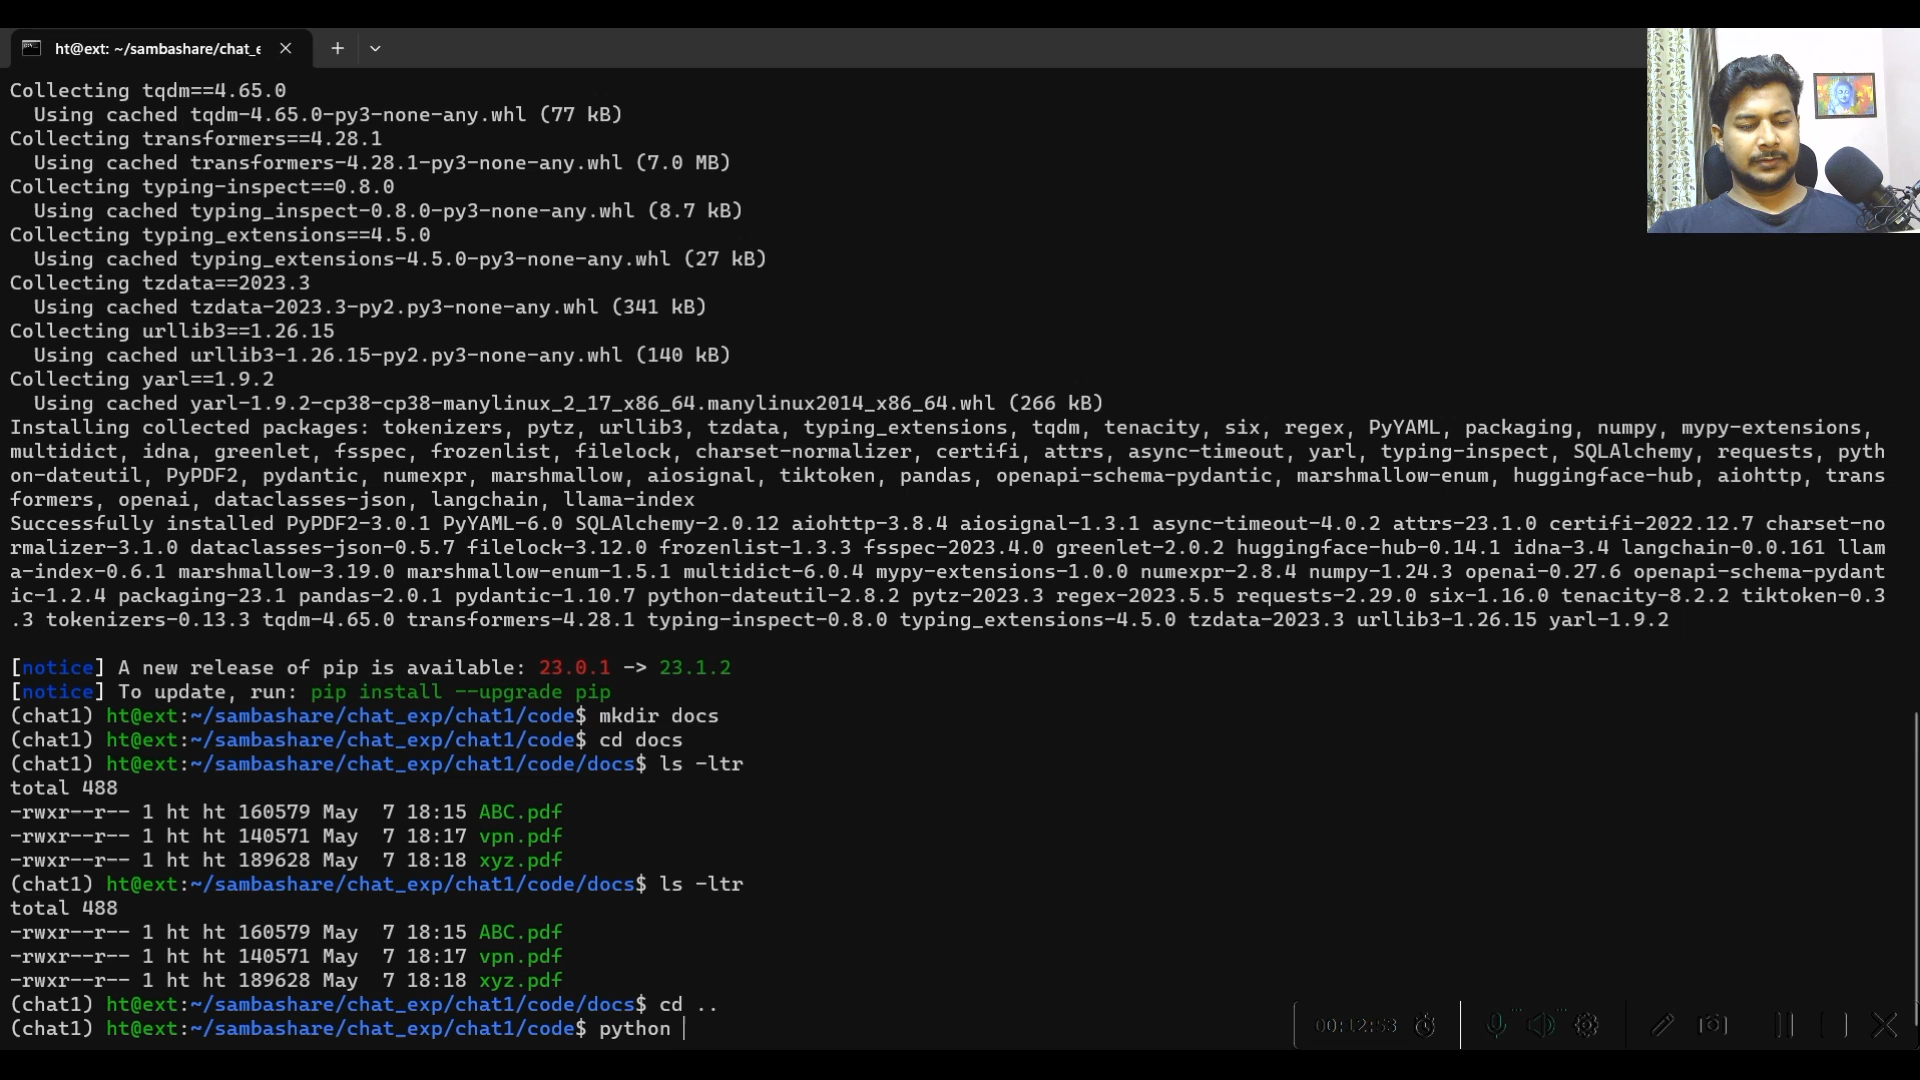 ht@ext: ~/sambashare/chat_e
Collecting tqdm==4.65.0
Using cached tqdm-4.65.0-py3-none-any.whl (77 kB)
Collecting transformers==4.28.1
Using cached transformers-4.28.1-py3-none-any.whl (7.0 MB)
Collecting typing-inspect==0.8.0
Using cached typing_inspect-0.8.0-py3-none-any.whl (8.7 kB)
Collecting typing_extensions==4.5.0
Using cached typing_extensions-4.5.0-py3-none-any.whl (27 kB)
Collecting tzdata==2023.3
Using cached tzdata-2023.3-py2.py3-none-any.whl (341 kB)
Collecting urllib3==1.26.15
Using cached urllib3-1.26.15-py2.py3-none-any.whl (140 kB)
Collecting yarl==1.9.2
Using cached yarl-1.9.2-cp38-cp38-manylinux_2_17_x86_64.manylinux2014_x86_64.whl (266 kB)
Installing collected packages: tokenizers, pytz, urllib3, tzdata, typing_extensions, tqdm, tenacity, six, regex, PyYAML, packaging, numpy, mypy-extensions,
multidict, idna, greenlet, fsspec, frozenlist, filelock, charset-normalizer, certifi, attrs, async-timeout, yarl, typing-inspect, SQLAlchemy, requests, pyth
on-dateutil, PyPDF2, pydantic, numexpr, marshmallow, aiosignal, tiktoken, pandas, openapi-schema-pydantic, marshmallow-enum, huggingface-hub, aiohttp, trans
formers, openai, dataclasses-json, langchain, llama-index
Successfully installed PyPDF2-3.0.1 PyYAML-6.0 SQLAlchemy-2.0.12 aiohttp-3.8.4 aiosignal-1.3.1 async-timeout-4.0.2 attrs-23.1.0 certifi-2022.12.7 charset-no
rmalizer-3.1.0 dataclasses-json-0.5.7 filelock-3.12.0 frozenlist-1.3.3 fsspec-2023.4.0 greenlet-2.0.2 huggingface-hub-0.14.1 idna-3.4 langchain-0.0.161 llam
a-index-0.6.1 marshmallow-3.19.0 marshmallow-enum-1.5.1 multidict-6.0.4 mypy-extensions-1.0.0 numexpr-2.8.4 numpy-1.24.3 openai-0.27.6 openapi-schema-pydant
ic-1.2.4 packaging-23.1 pandas-2.0.1 pydantic-1.10.7 python-dateutil-2.8.2 pytz-2023.3 regex-2023.5.5 requests-2.29.0 six-1.16.0 tenacity-8.2.2 tiktoken-0.3
.3 tokenizers-0.13.3 tqdm-4.65.0 transformers-4.28.1 typing-inspect-0.8.0 typing_extensions-4.5.0 tzdata-2023.3 urllib3-1.26.15 yarl-1.9.2
[notice] A new release of pip is available: 23.0.1 -> 23.1.2
[notice] To update, run: pip install --upgrade pip
(chat1) ht@ext:~/sambashare/chat_exp/chat1/code$ mkdir docs
(chat1) ht@ext:~/sambashare/chat_exp/chat1/code$ cd docs
(chat1) ht@ext:~/sambashare/chat_exp/chat1/code/docs$ ls -ltr
total 488
-rwxr--r-- 1 ht ht 160579 May  7 18:15 ABC.pdf
-rwxr--r-- 1 ht ht 140571 May  7 18:17 vpn.pdf
-rwxr--r-- 1 ht ht 189628 May  7 18:18 xyz.pdf
(chat1) ht@ext:~/sambashare/chat_exp/chat1/code/docs$ ls -ltr
total 488
-rwxr--r-- 1 ht ht 160579 May  7 18:15 ABC.pdf
-rwxr--r-- 1 ht ht 140571 May  7 18:17 vpn.pdf
-rwxr--r-- 1 ht ht 189628 May  7 18:18 xyz.pdf
(chat1) ht@ext:~/sambashare/chat_exp/chat1/code/docs$ cd ..
(chat1) ht@ext:~/sambashare/chat_exp/chat1/code$ python
00:12:53